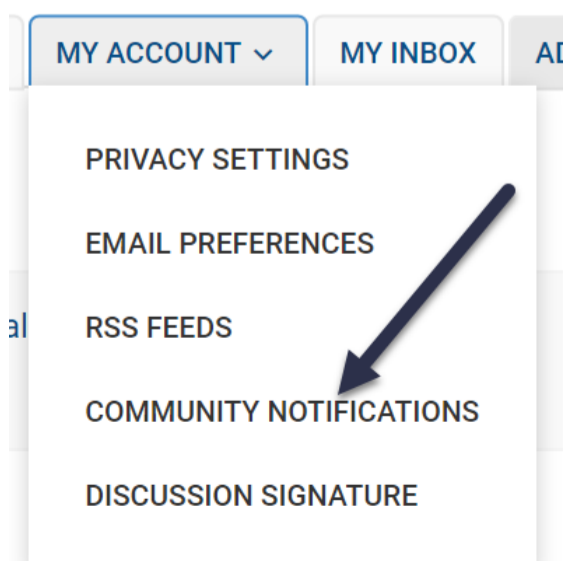 MY ACCOUNT MY INBOX
PRIVACY SETTINGS
EMAIL PREFERENCES
RSS FEEDS
COMMUNITY NOTIFICATIONS
DISCUSSION SIGNATURE